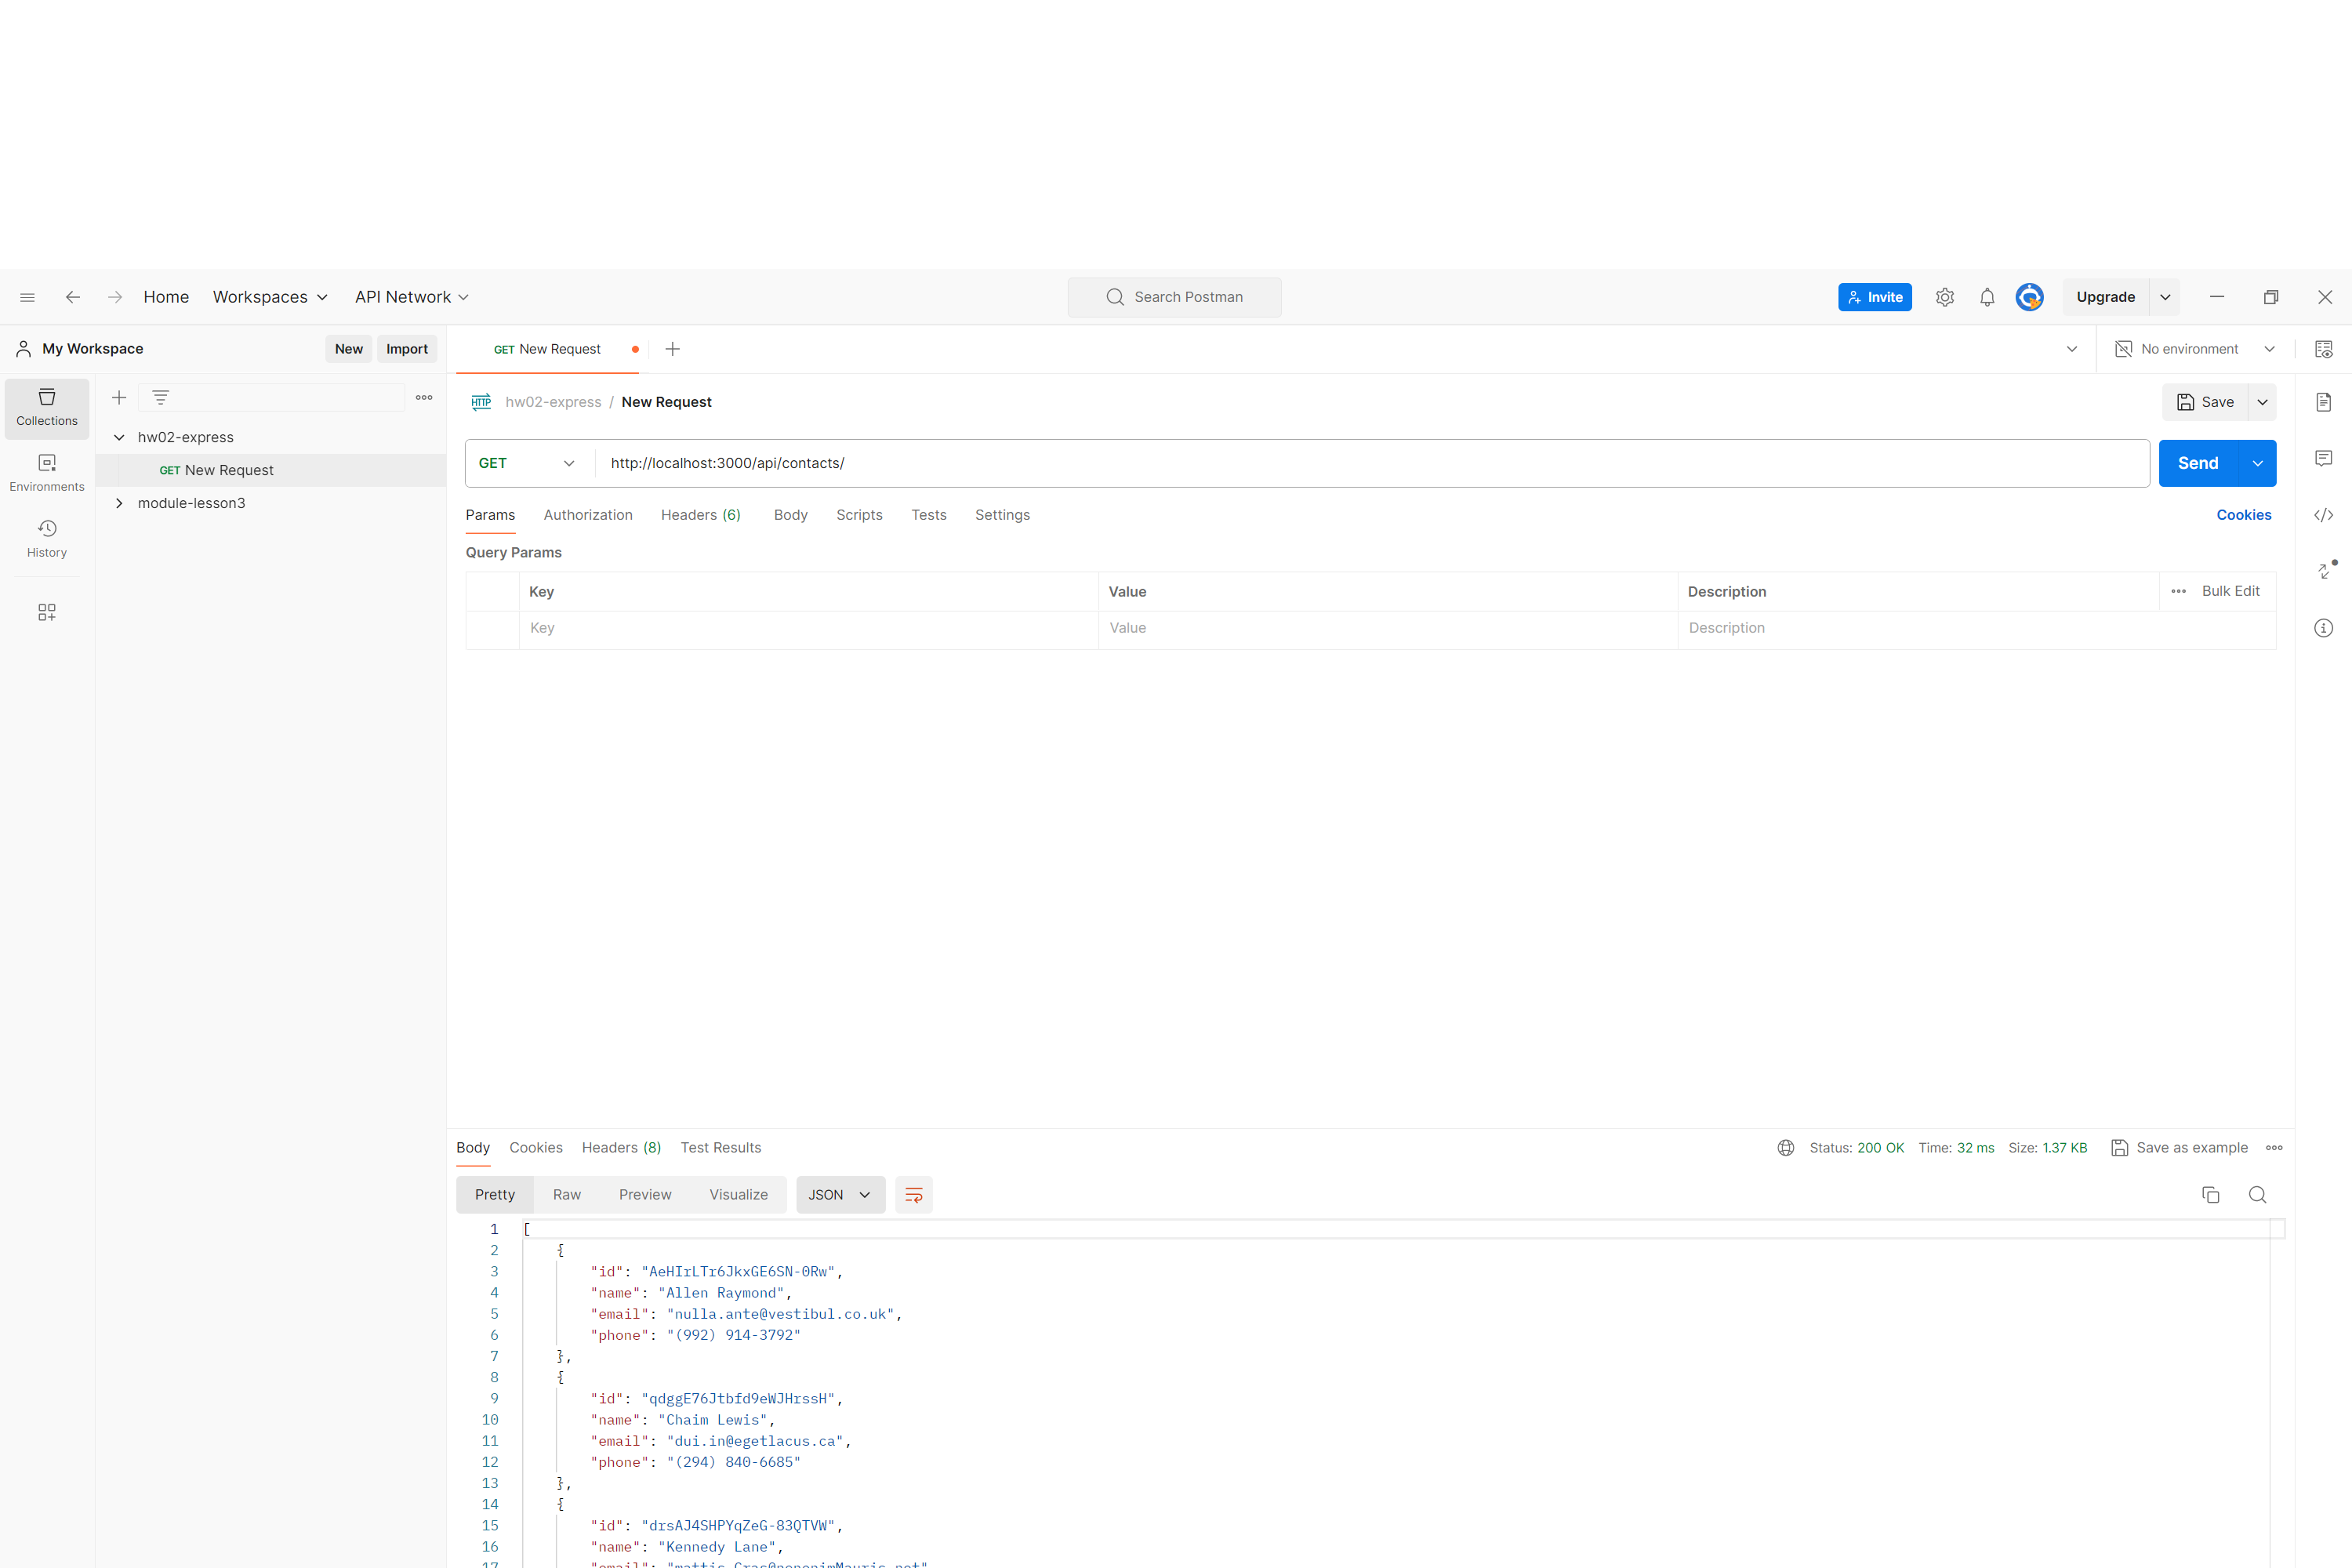 Home Workspaces API Network Search Postman Invite Upgrade
My Workspace New Import GET New Request No environment
Collections
Environments
History
hw02-express
GET New Request
module-lesson3
HTTP hw02-express / New Request Save
GET http://localhost:3000/api/contacts/ Send
Params Authorization Headers (6) Body Scripts Tests Settings Cookies
Query Params
Key Value Description Bulk Edit
Key Value Description
Body Cookies Headers (8) Test Results Status: 200 OK Time: 32 ms Size: 1.37 KB Save as example
Pretty Raw Preview Visualize JSON
1 [
2 {
3 "id": "AeHIrLTr6JkxGE6SN-0Rw",
4 "name": "Allen Raymond",
5 "email": "nulla.ante@vestibul.co.uk",
6 "phone": "(992) 914-3792"
7 },
8 {
9 "id": "qdggE76Jtbfd9eWJHrssH",
10 "name": "Chaim Lewis",
11 "email": "dui.in@egetlacus.ca",
12 "phone": "(294) 840-6685"
13 },
14 {
15 "id": "drsAJ4SHPYqZeG-83QTVW",
16 "name": "Kennedy Lane",
17 "email":